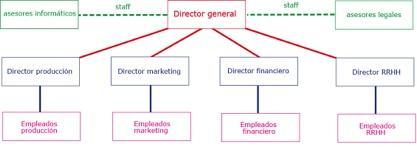 staff
staff
asesores informáticos
Director general
asesores legales
Director producción
Director marketing
Director financiero
Director RRHH
Empleados
producción
Empleados
marketing
Empleados
financiero
Empleados
RRHH